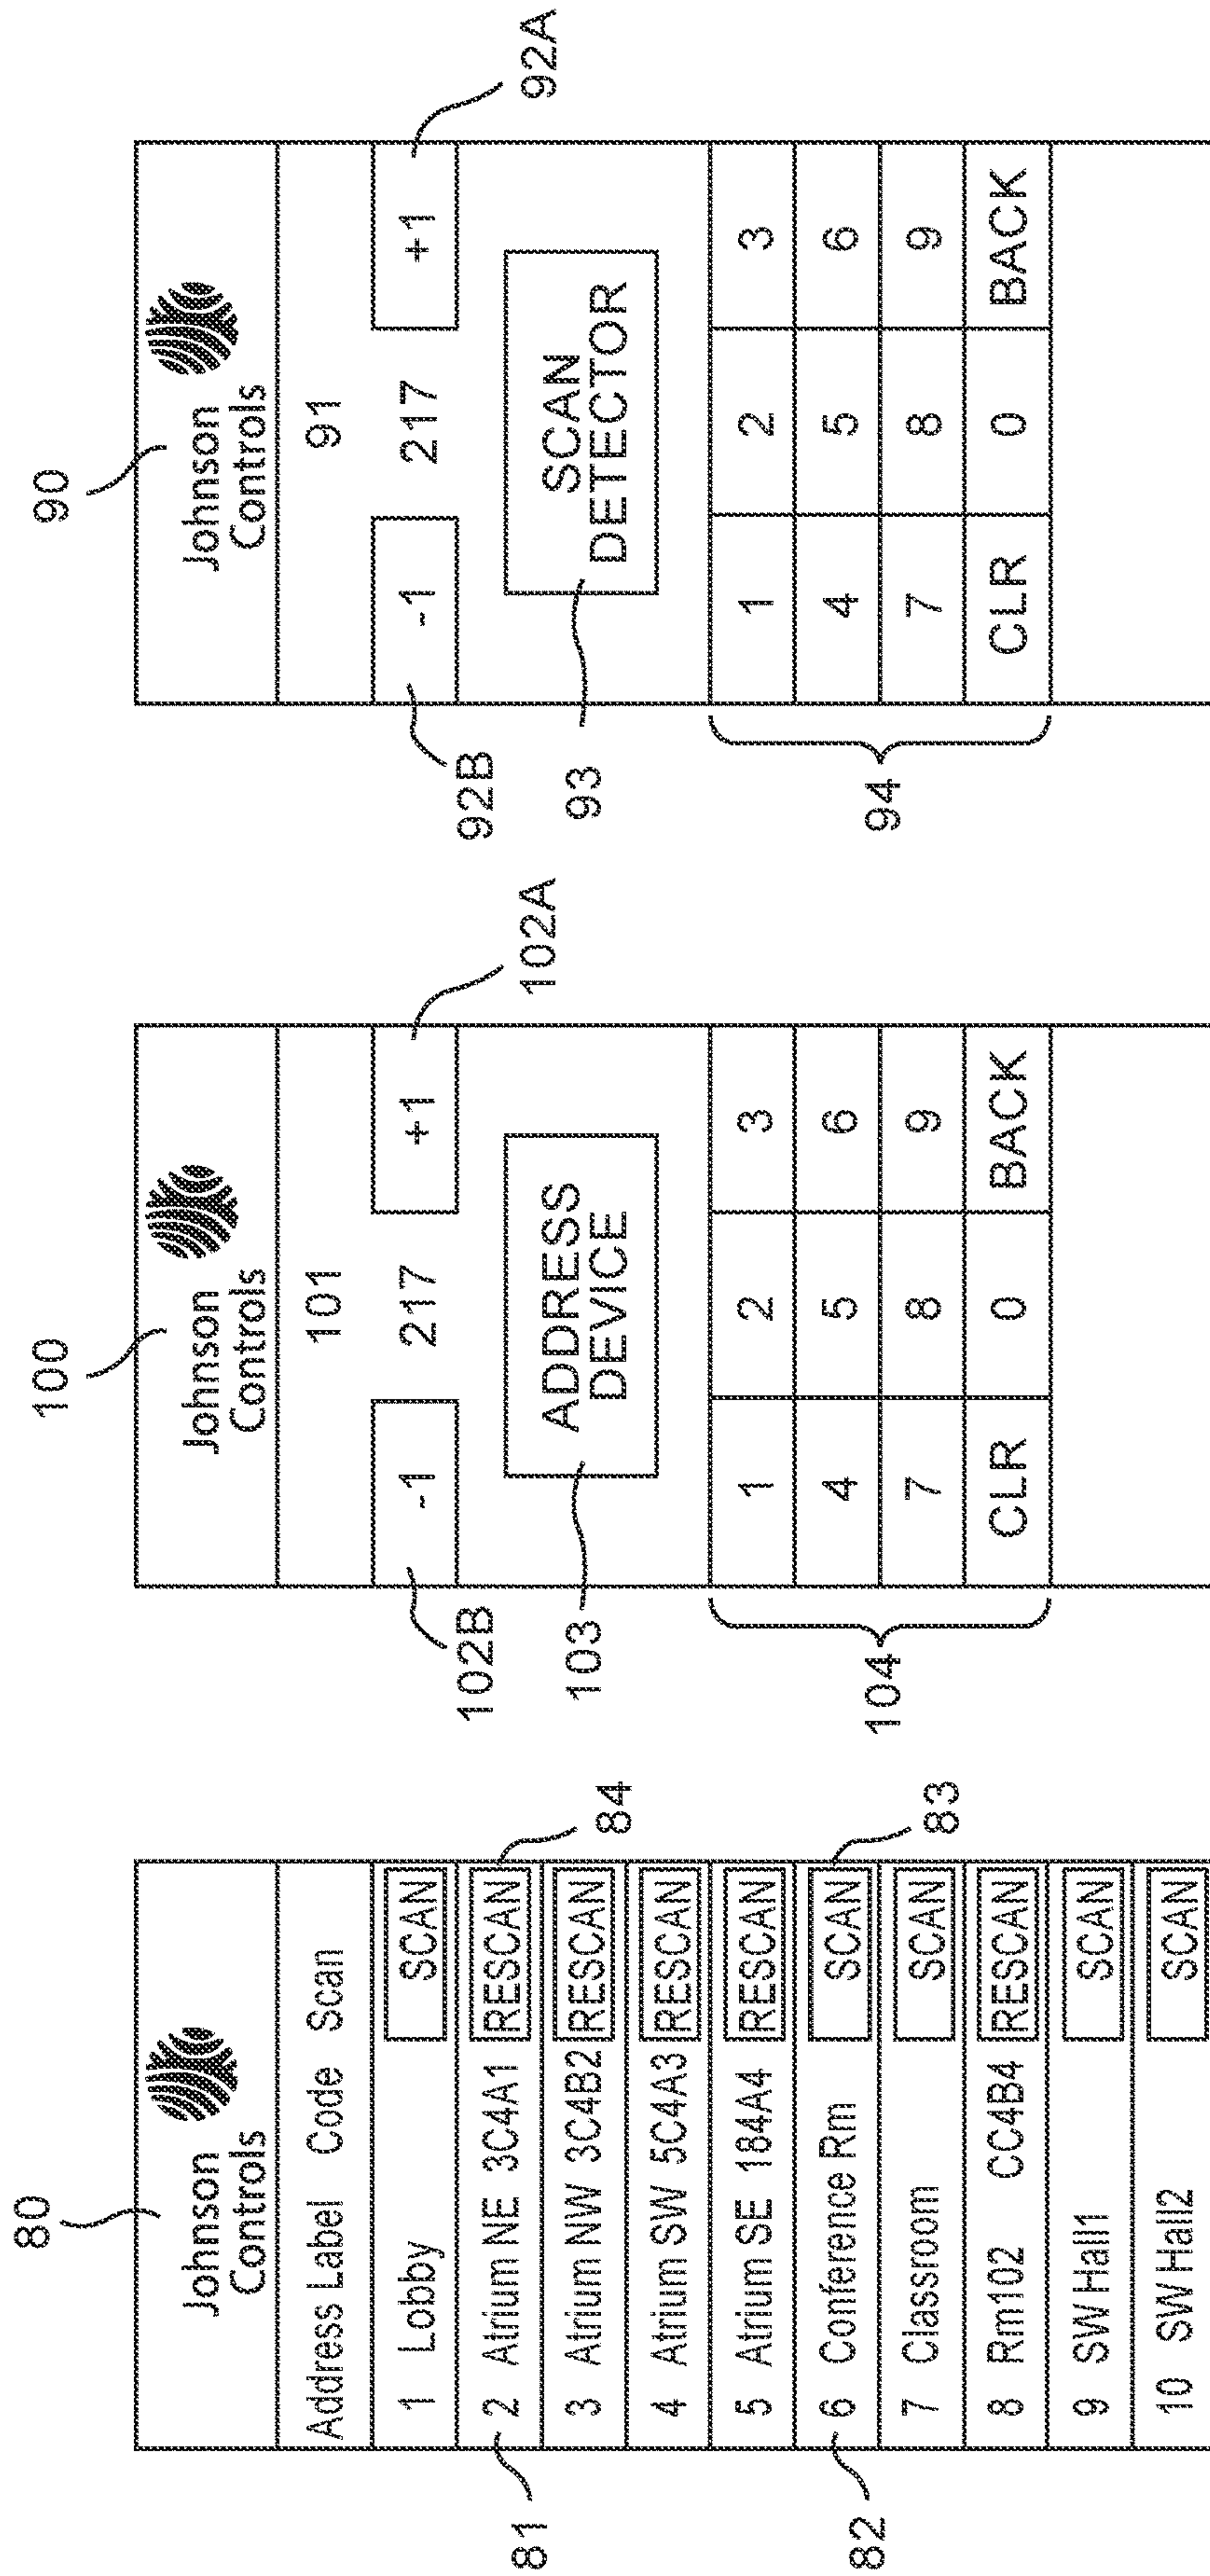 80
Johnson
Controls
Address Label Code Scan
1 Lobby SCAN
2 Atrium NE 3C4A1 RESCAN
3 Atrium NW 3C4B2 RESCAN
4 Atrium SW 5C4A3 RESCAN
5 Atrium SE 184A4 RESCAN
6 Conference Rm SCAN
7 Classroom SCAN
8 Rm102 CC4B4 RESCAN
9 SW Hall1 SCAN
10 SW Hall2 SCAN
81
84
82
83
100
Johnson
Controls
101
-1 217 +1
102B
102A
ADDRESS
DEVICE
103
1 2 3
4 5 6
7 8 9
CLR 0 BACK
104
90
Johnson
Controls
91
-1 217 +1
92B
92A
SCAN
DETECTOR
93
1 2 3
4 5 6
7 8 9
CLR 0 BACK
94